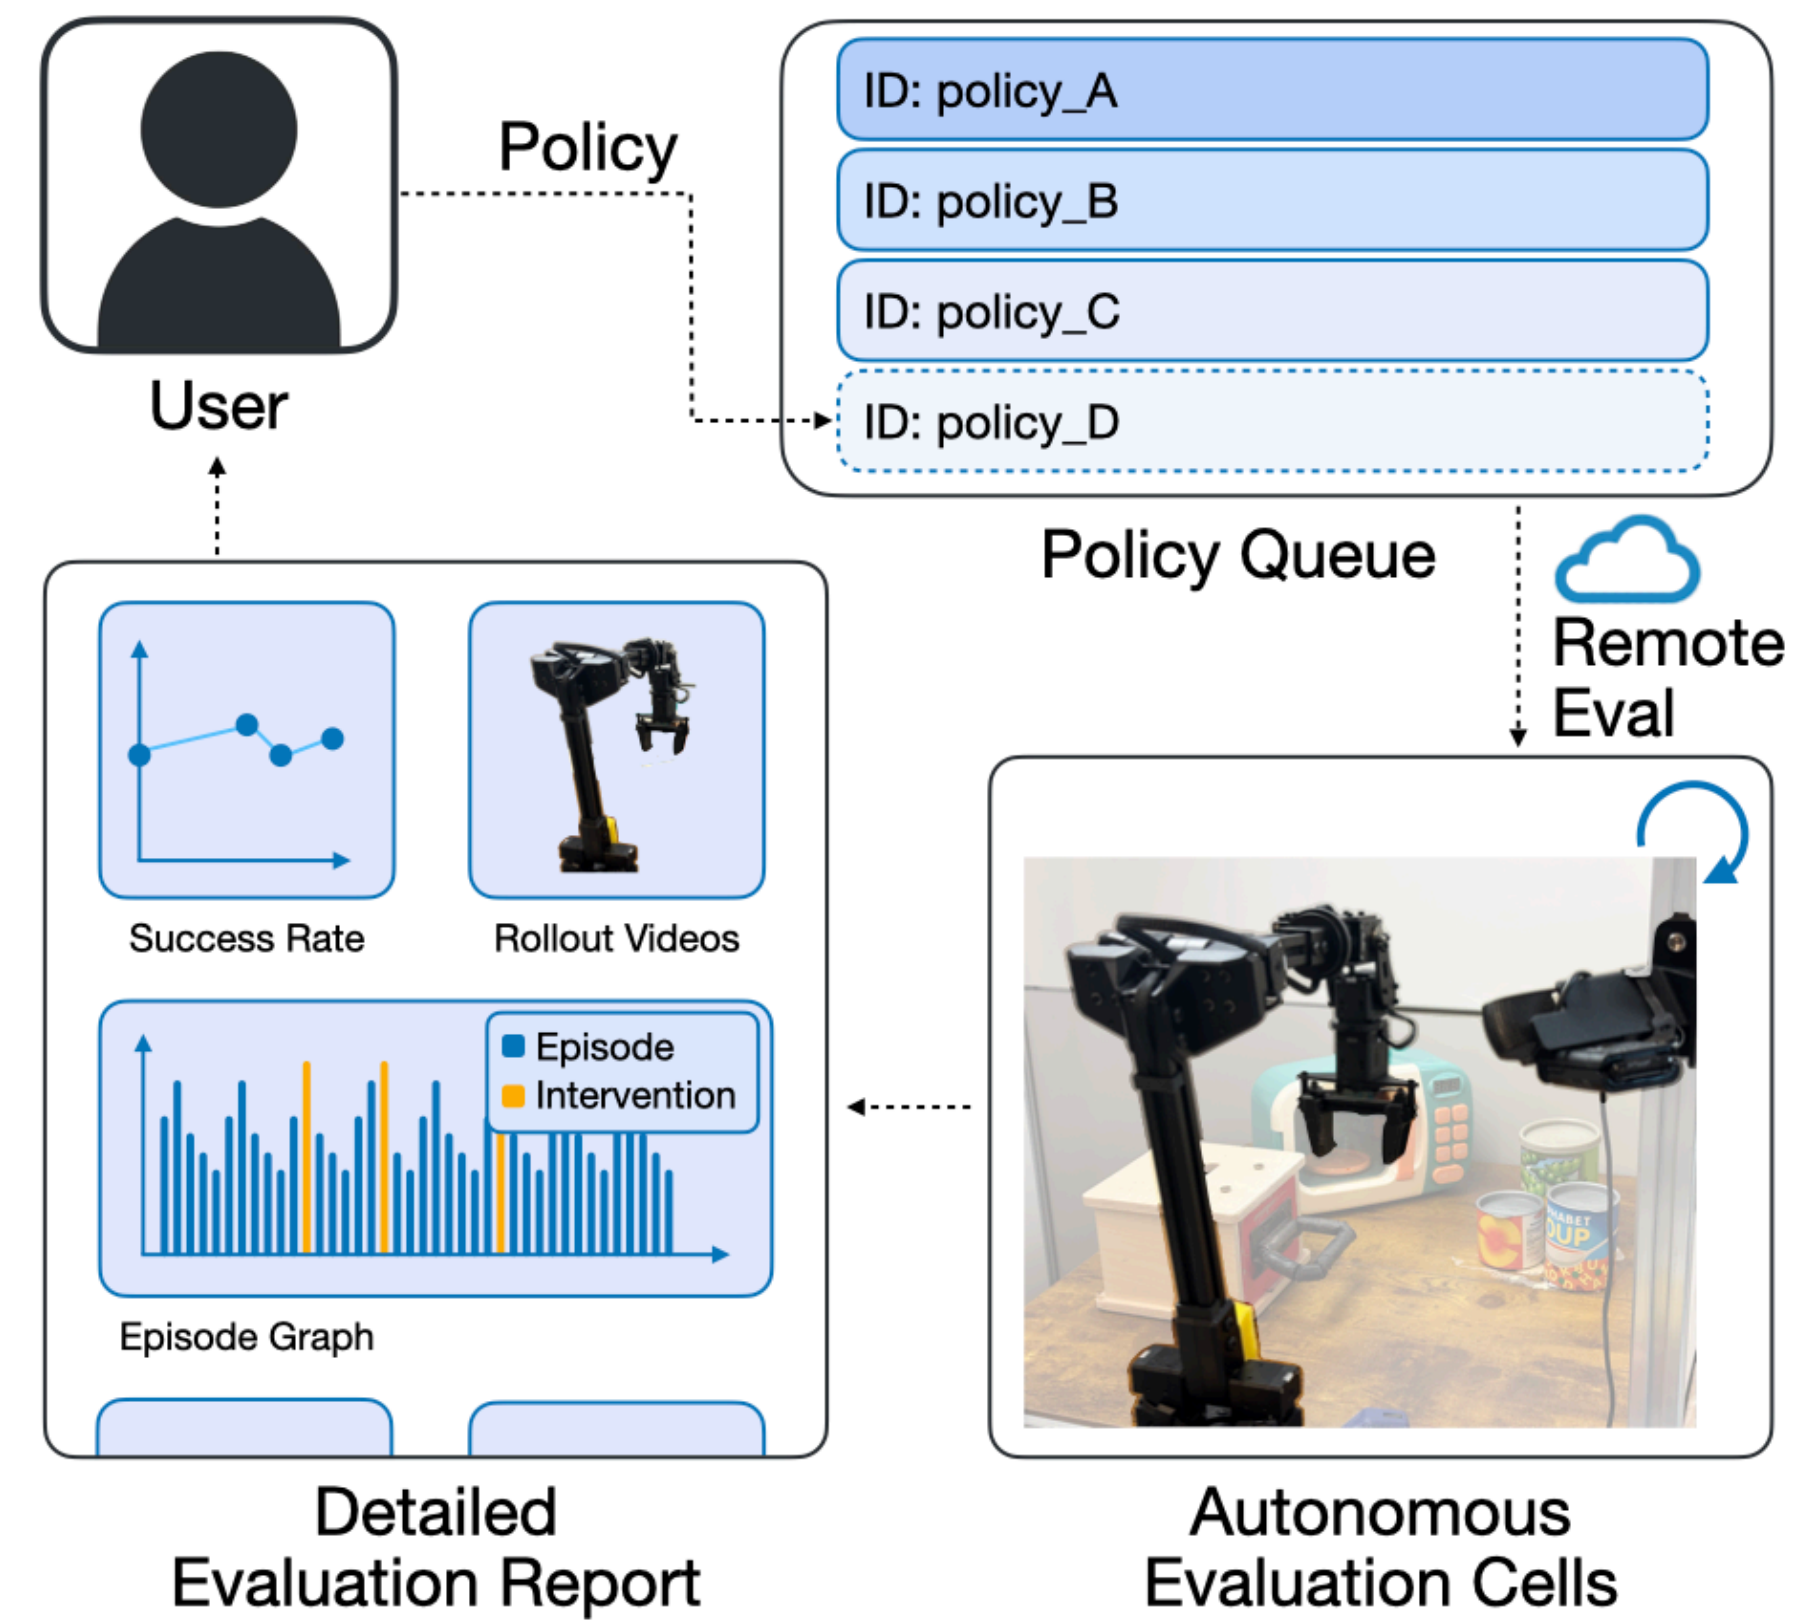 Policy
User
ID: policy_A
ID: policy_B
ID: policy_C
ID: policy_D
Policy Queue
Remote
Eval
Success Rate
Rollout Videos
Episode
Intervention
Episode Graph
Detailed
Evaluation Report
OUP
Autonomous
Evaluation Cells